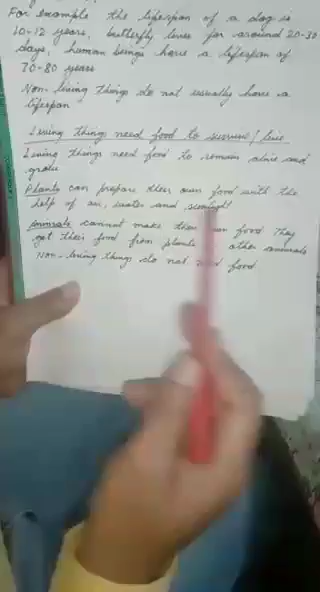 For example the lifespan of a dog is
10-12 years, butterfly lives for around 20-30
days, human beings have a lifespan of
70-80 years
Non-living things do not usually have a
lifespan
Living things need food to survive/live
Living things need food to remain alive and
grow
Plants can prepare their own food with the
help of air, water and sunlight
Animals cannot make their own food They
get their food from plants other animals
Non-living things do not need food